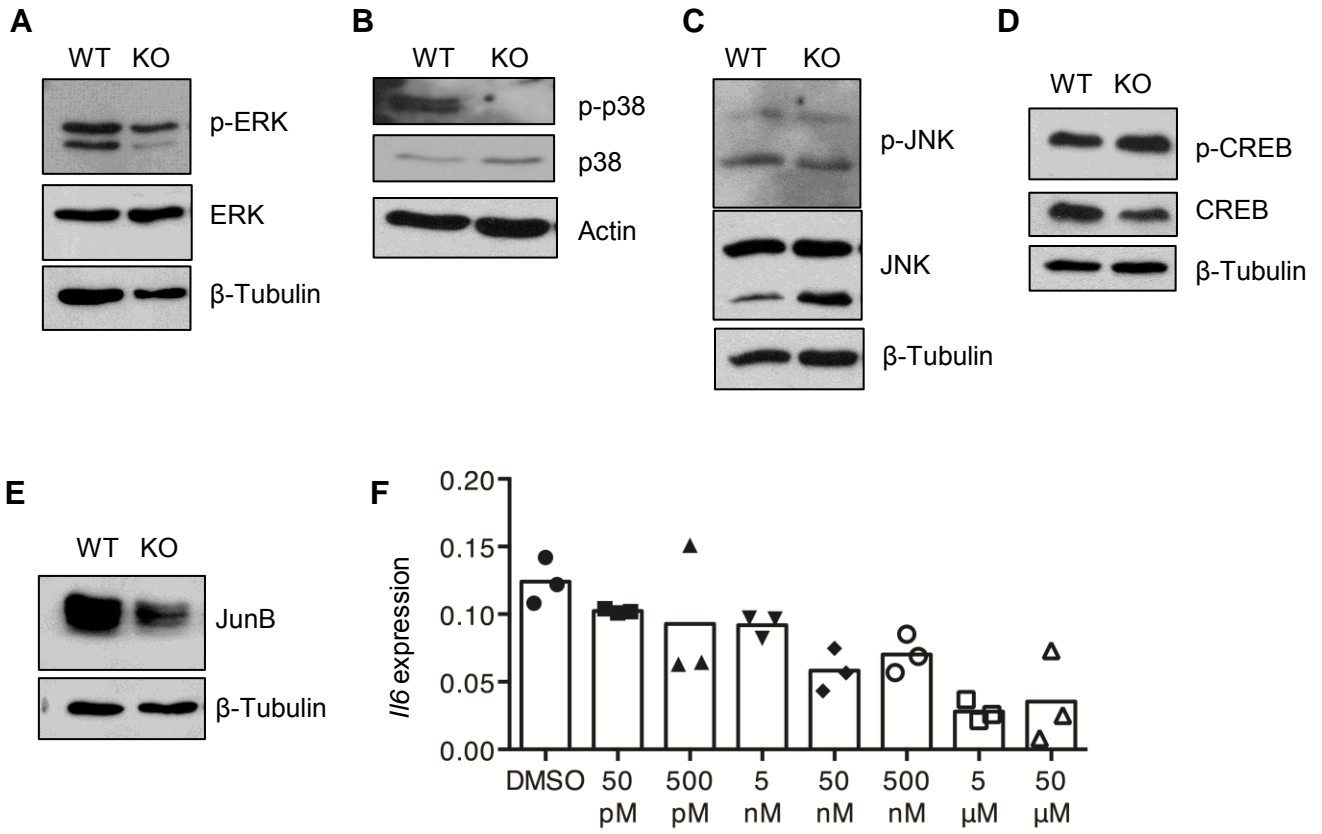 A
WT KO
p-ERK
ERK
β-Tubulin
B
WT KO
p-p38
p38
Actin
C
WT KO
p-JNK
JNK
β-Tubulin
D
WT KO
p-CREB
CREB
β-Tubulin
E
WT KO
JunB
β-Tubulin
F
Il6 expression
0.20
0.15
0.10
0.05
0.00
DMSO 50 500 5 50 500 5 50
pM pM nM nM nM μM μM